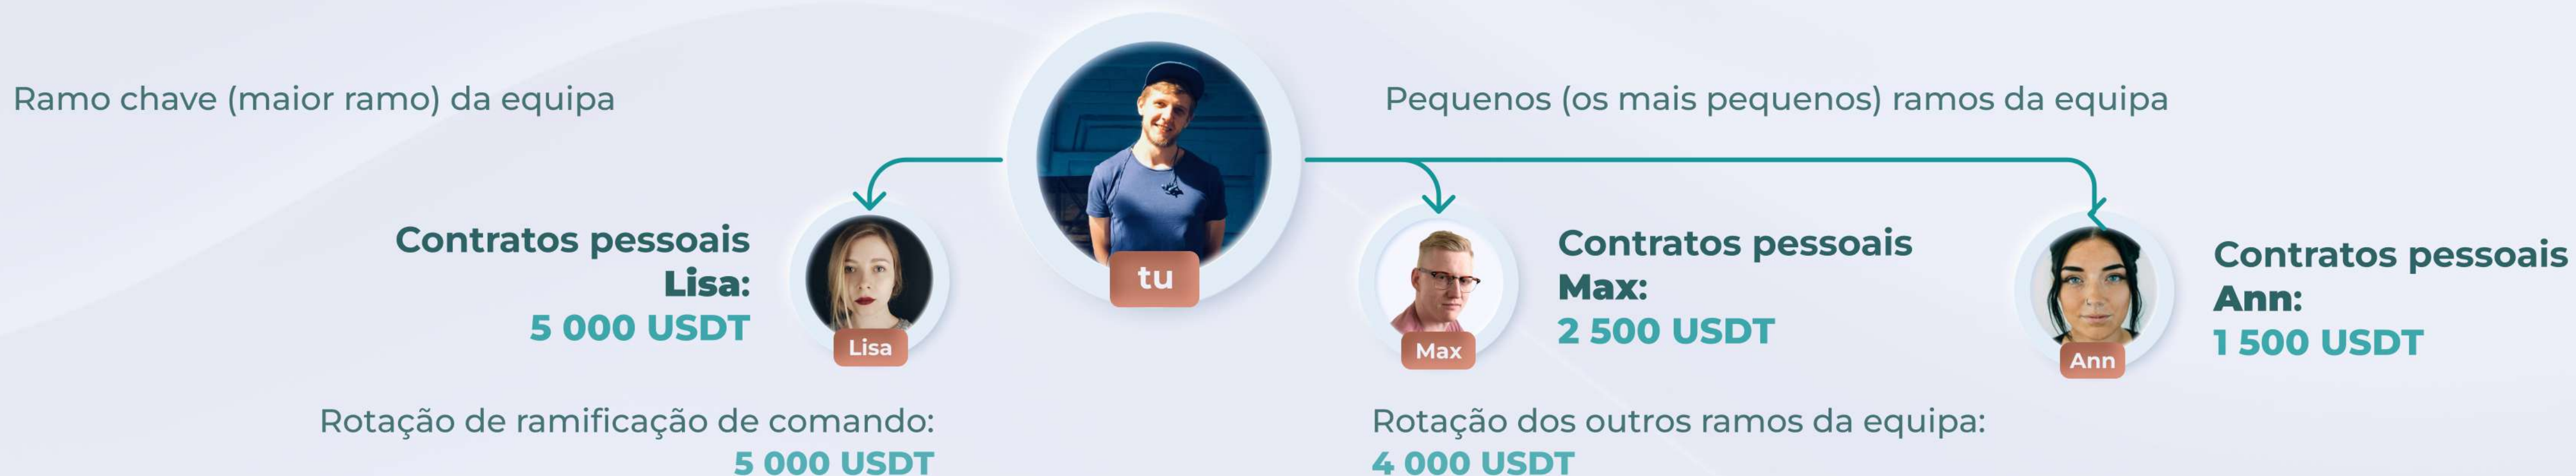 Ramo chave (maior ramo) da equipa
Pequenos (os mais pequenos) ramos da equipa
tu
Contratos pessoais
Lisa:
5 000 USDT
Lisa
Contratos pessoais
Max:
2 500 USDT
Max
Contratos pessoais
Ann:
1 500 USDT
Ann
Rotação de ramificação de comando:
5 000 USDT
Rotação dos outros ramos da equipa:
4 000 USDT